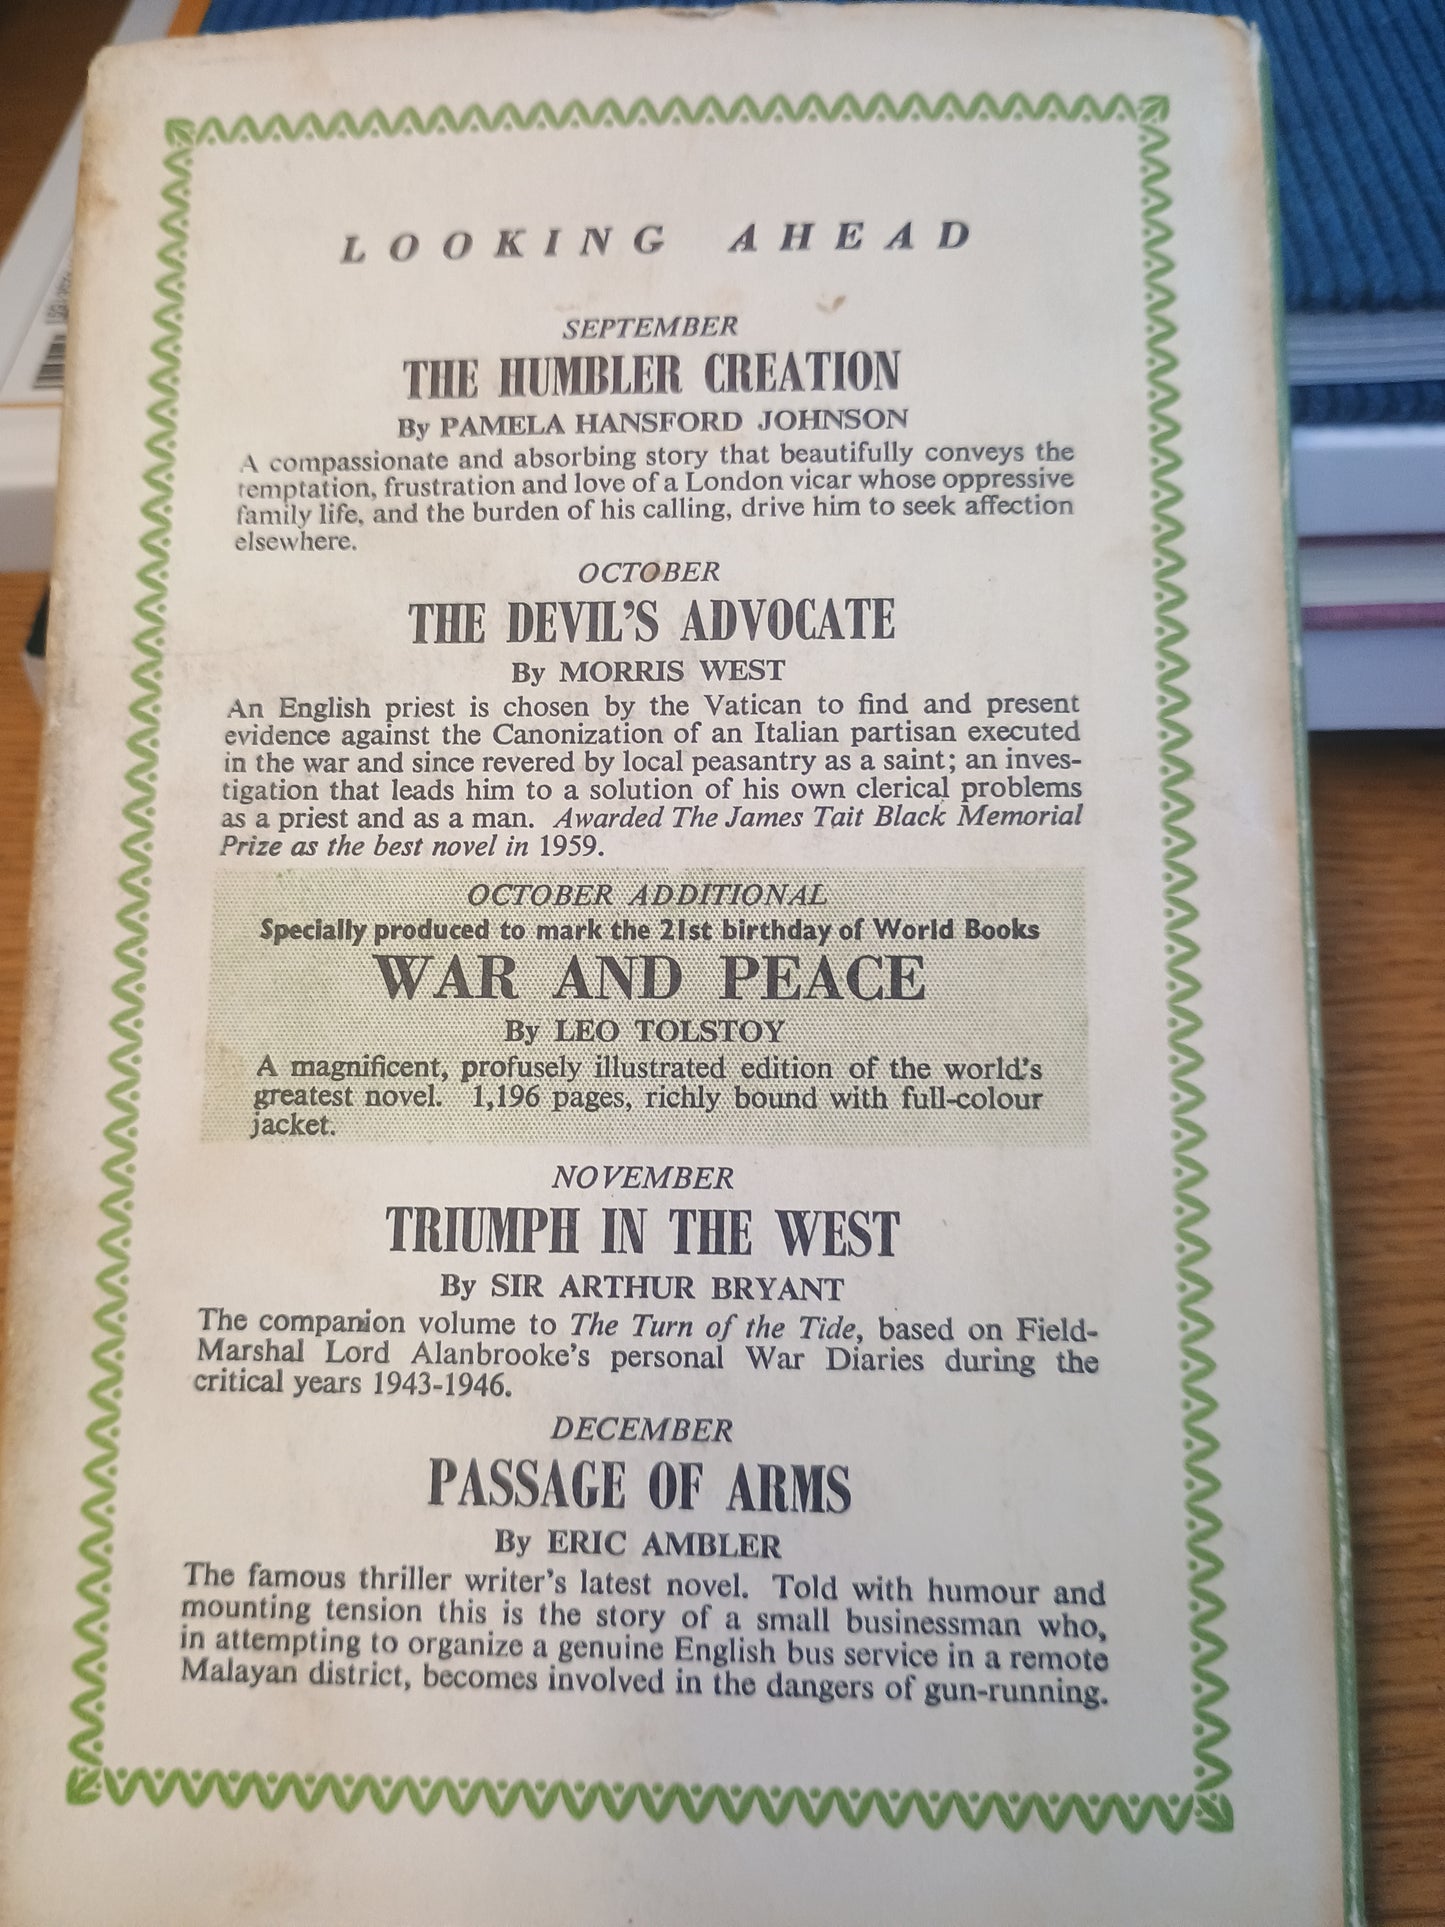 LOOKING AHEAD
SEPTEMBER
THE HUMBLER CREATION
By PAMELA HANSFORD JOHNSON
A compassionate and absorbing story that beautifully conveys the
temptation, frustration and love of a London vicar whose oppressive
family life, and the burden of his calling, drive him to seek affection
elsewhere.
OCTOBER
THE DEVIL'S ADVOCATE
By MORRIS WEST
An English priest is chosen by the Vatican to find and present
evidence against the Canonization of an Italian partisan executed
in the war and since revered by local peasantry as a saint; an inves-
tigation that leads him to a solution of his own clerical problems
as a priest and as a man. Awarded The James Tait Black Memorial
Prize as the best novel in 1959.
OCTOBER ADDITIONAL
Specially produced to mark the 21st birthday of World Books
WAR AND PEACE
By LEO TOLSTOY
A magnificent, profusely illustrated edition of the world's
greatest novel. 1,196 pages, richly bound with full-colour
jacket.
NOVEMBER
TRIUMPH IN THE WEST
By SIR ARTHUR BRYANT
The companion volume to The Turn of the Tide, based on Field-
Marshal Lord Alanbrooke's personal War Diaries during the
critical years 1943-1946.
DECEMBER
PASSAGE OF ARMS
By ERIC AMBLER
The famous thriller writer's latest novel. Told with humour and
mounting tension this is the story of a small businessman who,
in attempting to organize a genuine English bus service in a remote
Malayan district, becomes involved in the dangers of gun-running.